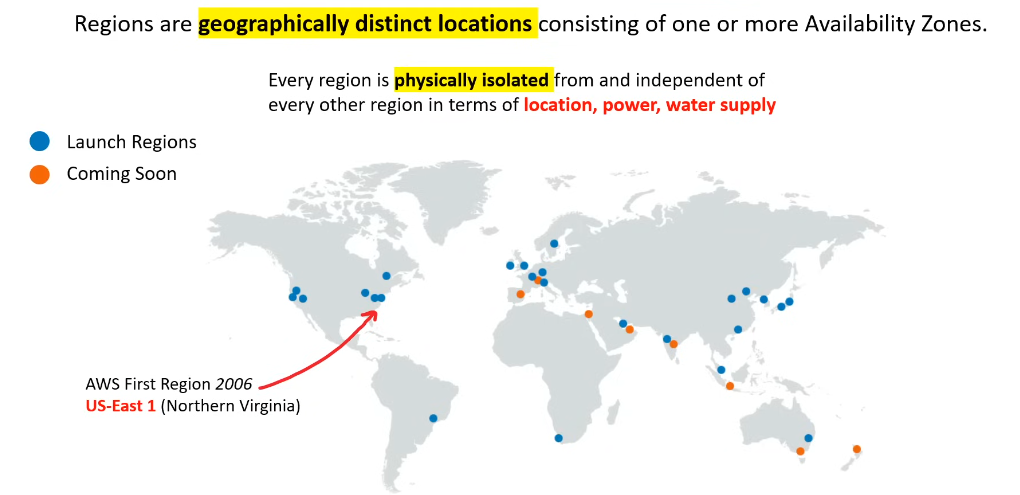 Regions are geographically distinct locations consisting of one or more Availability Zones.
Every region is physically isolated from and independent of
every other region in terms of location, power, water supply
Launch Regions
Coming Soon
AWS First Region 2006
US-East 1 (Northern Virginia)